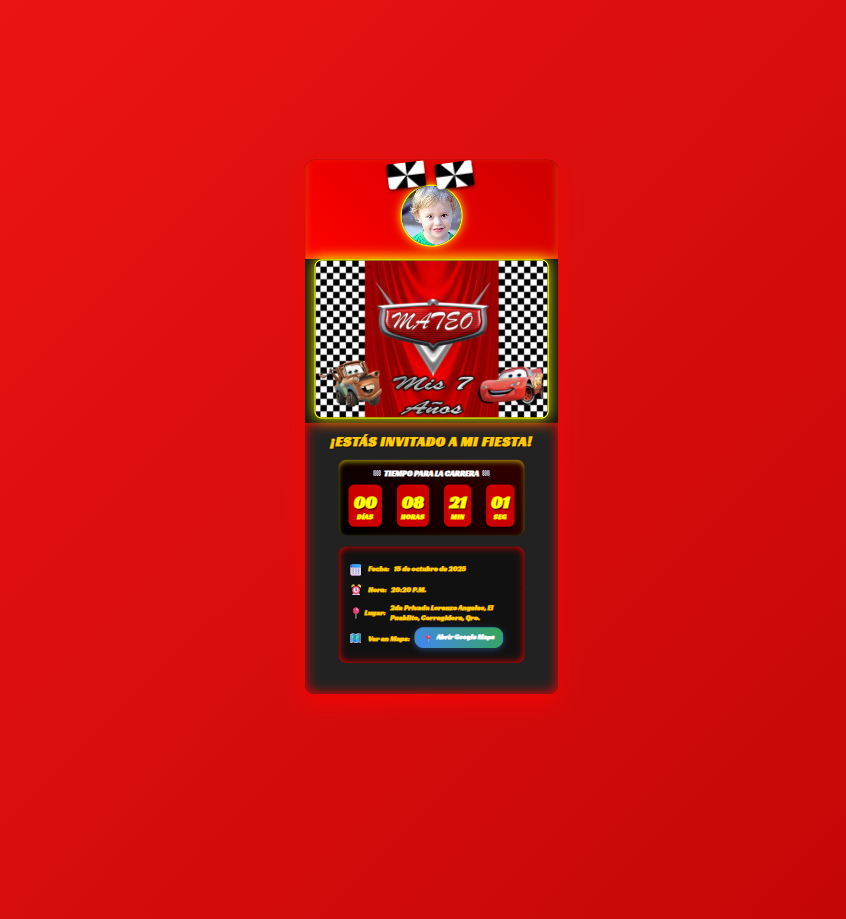 MATEO
Mis 7
Años
¡ESTÁS INVITADO A MI FIESTA!
TIEMPO PARA LA CARRERA
00 08 21 01
DÍAS HORAS MIN SEG
Fecha: 15 de octubre de 2025
Hora: 20:20 P.M.
Lugar: 2da Privada Lorenzo Angeles, El
Pueblito, Corregidora, Qro.
Ver en Maps: Abrir Google Maps